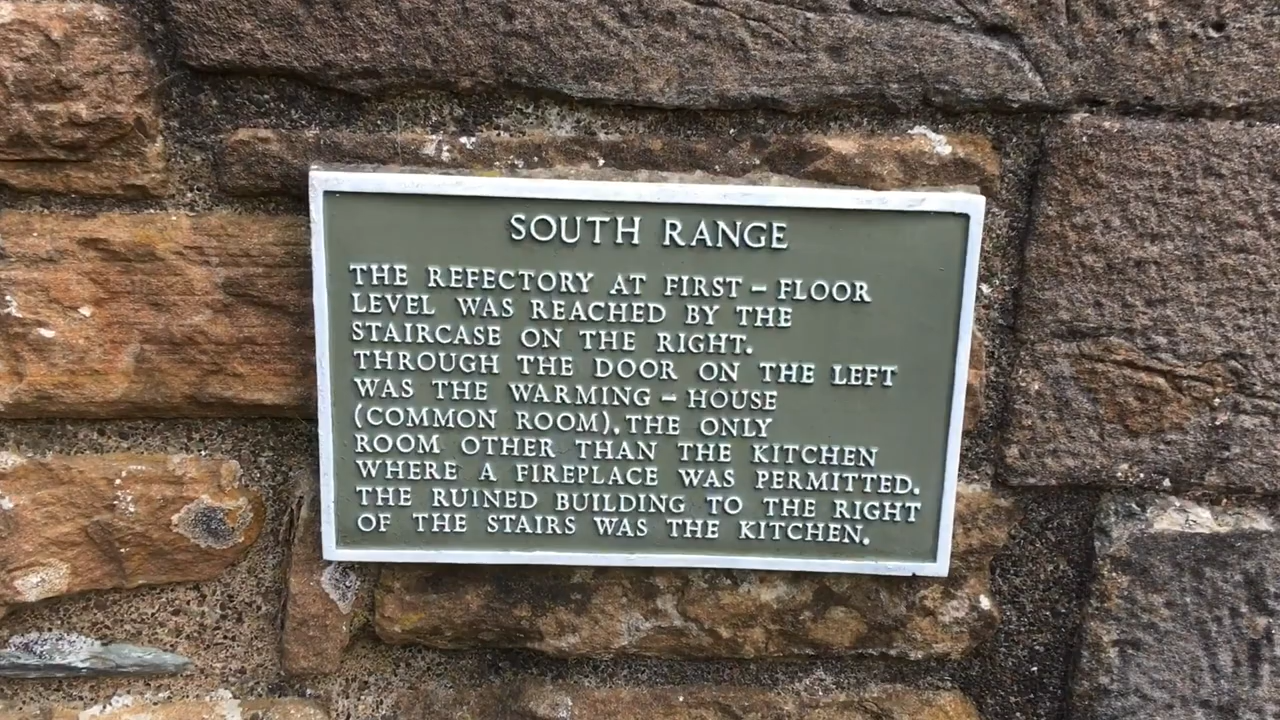 SOUTH RANGE
THE REFECTORY AT FIRST-FLOOR
LEVEL WAS REACHED BY THE
STAIRCASE ON THE RIGHT.
THROUGH THE DOOR ON THE LEFT
WAS THE WARMING-HOUSE
(COMMON ROOM),THE ONLY
ROOM OTHER THAN THE KITCHEN
WHERE A FIREPLACE WAS PERMITTED.
THE RUINED BUILDING TO THE RIGHT
OF THE STAIRS WAS THE KITCHEN.